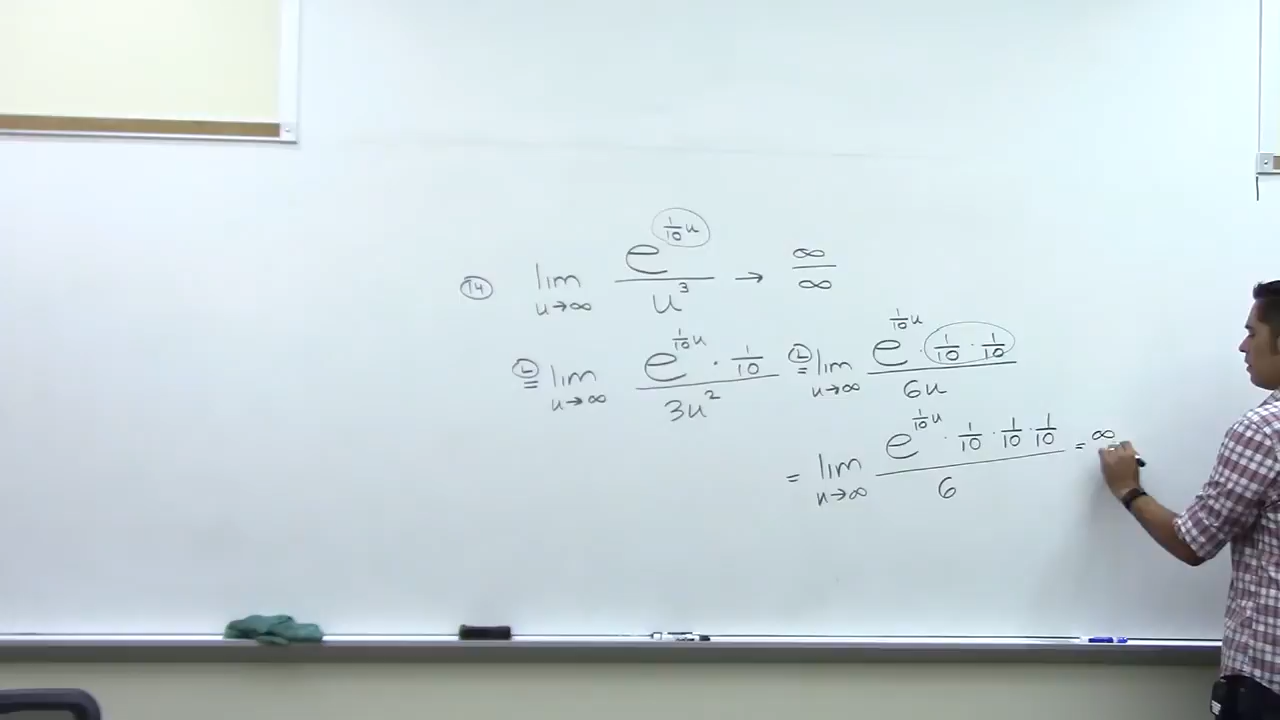 14 lim u→∞ e^(1/10 u) / u³ → ∞/∞
L = lim u→∞ e^(1/10 u) · 1/10 / 3u² L = lim u→∞ e^(1/10 u) · 1/10 · 1/10 / 6u
= lim u→∞ e^(1/10 u) · 1/10 · 1/10 · 1/10 / 6 = ∞